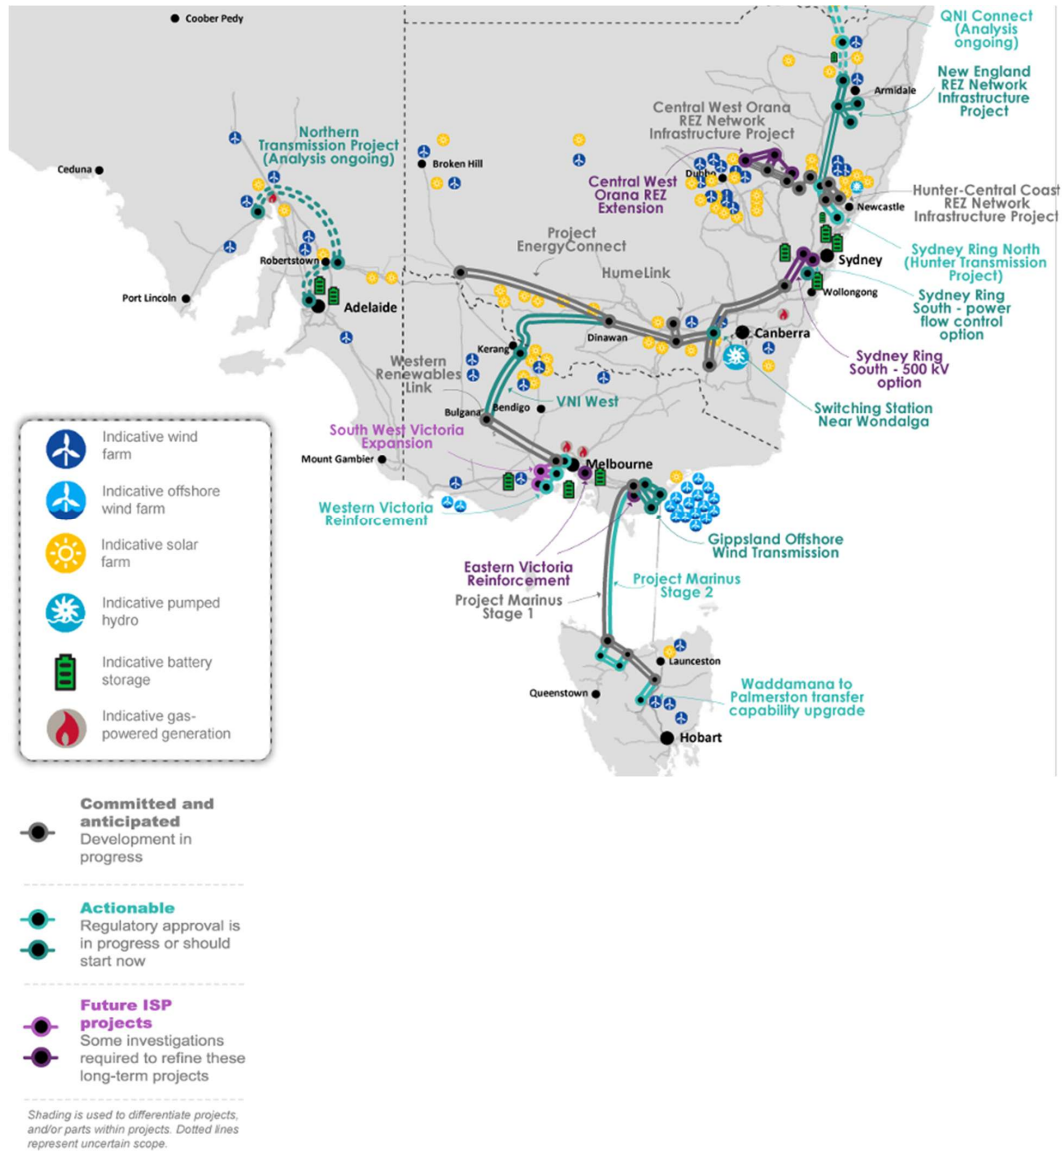 Coober Pedy
QNI Connect
(Analysis
ongoing)
New England
REZ Network
Infrastructure
Project
Armidale
Central West Orana
REZ Network
Infrastructure Project
Northern
Transmission Project
(Analysis ongoing)
Ceduna
Broken Hill
Dubbo
Central West
Orana REZ
Extension
Hunter-Central Coast
REZ Network
Infrastructure Project
Newcastle
Project
EnergyConnect
HumeLink
Sydney
Sydney Ring North
(Hunter Transmission
Project)
Robertstown
Port Lincoln
Adelaide
Wollongong
Sydney Ring
South - power
flow control
option
Dinawan
Canberra
Kerang
Western
Renewables
Link
Sydney Ring
South - 500 kV
option
VNI West
Bulgana
Bendigo
Switching Station
Near Wondalga
South West Victoria
Expansion
Mount Gambier
Melbourne
Western Victoria
Reinforcement
Gippsland Offshore
Wind Transmission
Eastern Victoria
Reinforcement
Project Marinus
Stage 1
Project Marinus
Stage 2
Launceston
Queenstown
Waddamana to
Palmerston transfer
capability upgrade
Hobart
Indicative wind
farm
Indicative offshore
wind farm
Indicative solar
farm
Indicative pumped
hydro
Indicative battery
storage
Indicative gas-
powered generation
Committed and
anticipated
Development in
progress
Actionable
Regulatory approval is
in progress or should
start now
Future ISP
projects
Some investigations
required to refine these
long-term projects
Shading is used to differentiate projects,
and/or parts within projects. Dotted lines
represent uncertain scope.